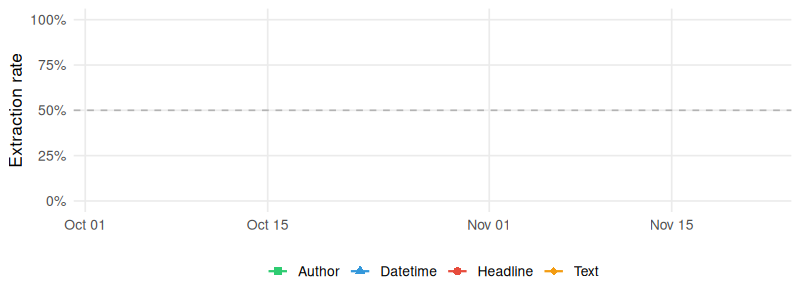 100%
75%
50%
25%
0%
Extraction rate
Oct 01 Oct 15 Nov 01 Nov 15
Author Datetime Headline Text